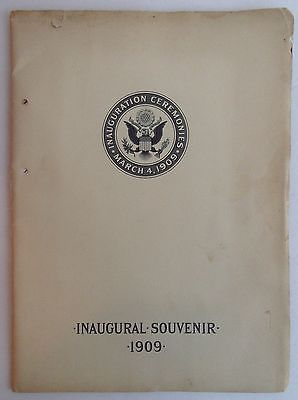 ·INAUGURATION CEREMONIES·
MARCH 4, 1909
·INAUGURAL·SOUVENIR·
·1909·